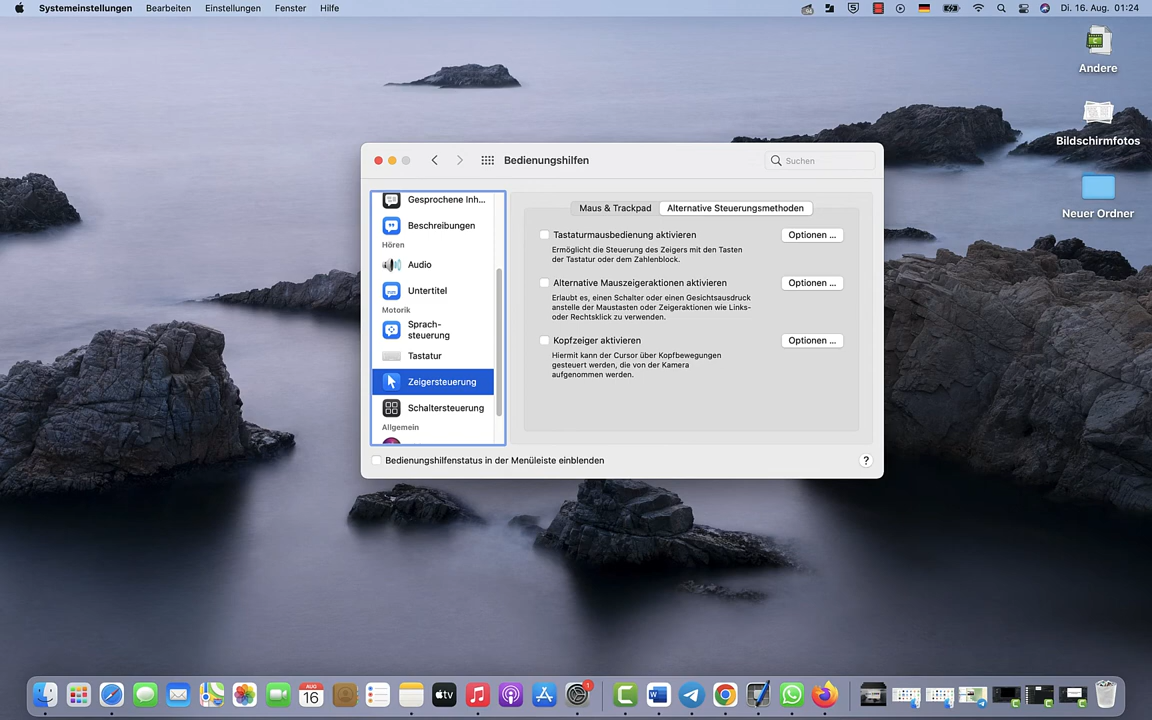 Systemeinstellungen Bearbeiten Einstellungen Fenster Hilfe Di. 16. Aug. 01:24
Andere
Bildschirmfotos
Neuer Ordner
Bedienungshilfen
Suchen
Gesprochene Inh...
Beschreibungen
Hören
Audio
Untertitel
Motorik
Sprach-
steuerung
Tastatur
Zeigersteuerung
Schaltersteuerung
Allgemein
Maus & Trackpad Alternative Steuerungsmethoden
Tastaturmausbedienung aktivieren Optionen ...
Ermöglicht die Steuerung des Zeigers mit den Tasten
der Tastatur oder dem Zahlenblock.
Alternative Mauszeigeraktionen aktivieren Optionen ...
Erlaubt es, einen Schalter oder einen Gesichtsausdruck
anstelle der Maustasten oder Zeigeraktionen wie Links-
oder Rechtsklick zu verwenden.
Kopfzeiger aktivieren Optionen ...
Hiermit kann der Cursor über Kopfbewegungen
gesteuert werden, die von der Kamera
aufgenommen werden.
Bedienungshilfenstatus in der Menüleiste einblenden ?
AUG
16
tv
1